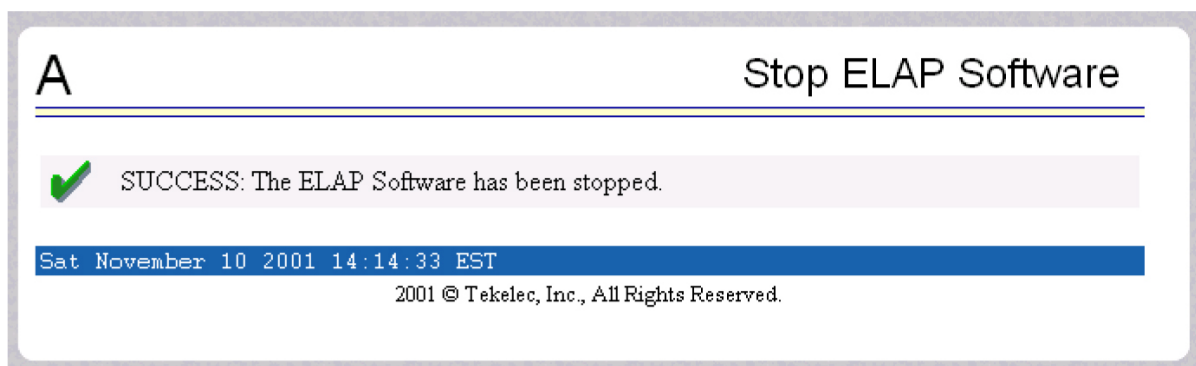 A
Stop ELAP Software
SUCCESS: The ELAP Software has been stopped.
Sat November 10 2001 14:14:33 EST
2001 © Tekelec, Inc., All Rights Reserved.